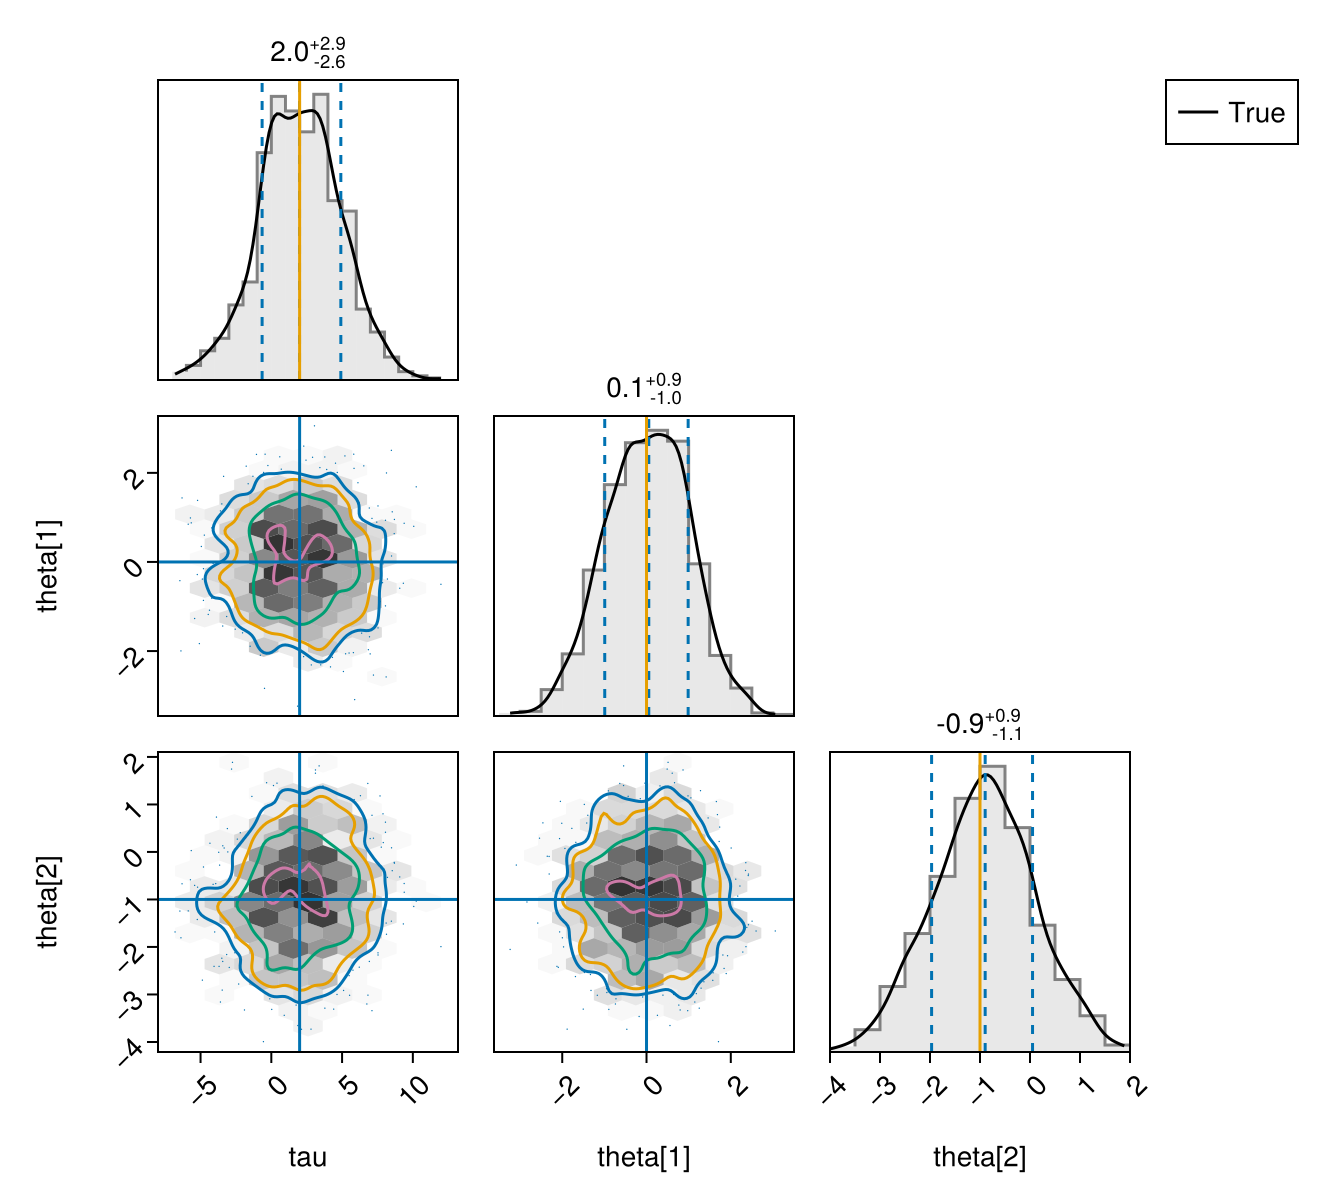 2.0+2.9-2.6
True
0.1+0.9-1.0
2
0
−2
theta[1]
-0.9+0.9-1.1
2
1
0
−1
−2
−3
−4
theta[2]
−5 0 5 10
−2 0 2
−4 −3 −2 −1 0 1 2
tau
theta[1]
theta[2]